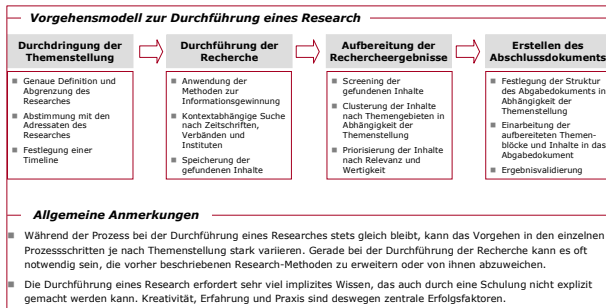 Vorgehensmodell zur Durchführung eines Research
Durchdringung der
Themenstellung
Genaue Definition und
Abgrenzung des
Researches
Abstimmung mit den
Adressaten des
Researches
Festlegung einer
Timeline
Durchführung der
Recherche
Anwendung der
Methoden zur
Informationsgewinnung
Kontextabhängige Suche
nach Zeitschriften,
Verbänden und
Instituten
Speicherung der
gefundenen Inhalte
Aufbereitung der
Rechercheergebnisse
Screening der
gefundenen Inhalte
Clusterung der Inhalte
nach Themengebieten in
Abhängigkeit der
Themenstellung
Priorisierung der Inhalte
nach Relevanz und
Wertigkeit
Erstellen des
Abschlussdokuments
Festlegung der Struktur
des Abgabedokuments in
Abhängigkeit der
Themenstellung
Einarbeitung der
aufbereiteten Themen-
blöcke und Inhalte in das
Abgabedokument
Ergebnisvalidierung
Allgemeine Anmerkungen
Während der Prozess bei der Durchführung eines Researches stets gleich bleibt, kann das Vorgehen in den einzelnen
Prozessschritten je nach Themenstellung stark variieren. Gerade bei der Durchführung der Recherche kann es oft
notwendig sein, die vorher beschriebenen Research-Methoden zu erweitern oder von ihnen abzuweichen.
Die Durchführung eines Research erfordert sehr viel implizites Wissen, das auch durch eine Schulung nicht explizit
gemacht werden kann. Kreativität, Erfahrung und Praxis sind deswegen zentrale Erfolgsfaktoren.